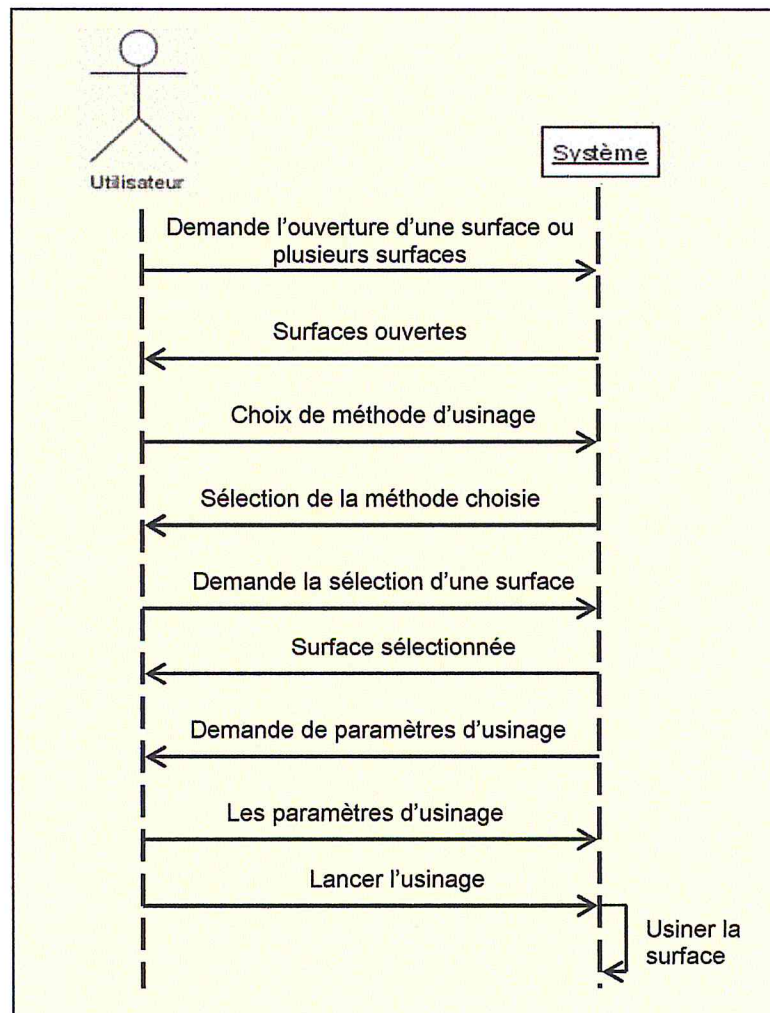 Utilisateur
Système
Demande l'ouverture d'une surface ou
plusieurs surfaces
Surfaces ouvertes
Choix de méthode d'usinage
Sélection de la méthode choisie
Demande la sélection d'une surface
Surface sélectionnée
Demande de paramètres d'usinage
Les paramètres d'usinage
Lancer l'usinage
Usiner la
surface